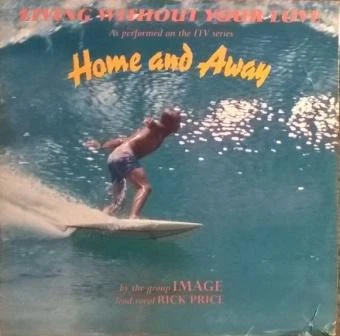 LIVING WITHOUT YOUR LOVE
As performed on the ITV series
Home and Away
by the group IMAGE
lead vocal RICK PRICE